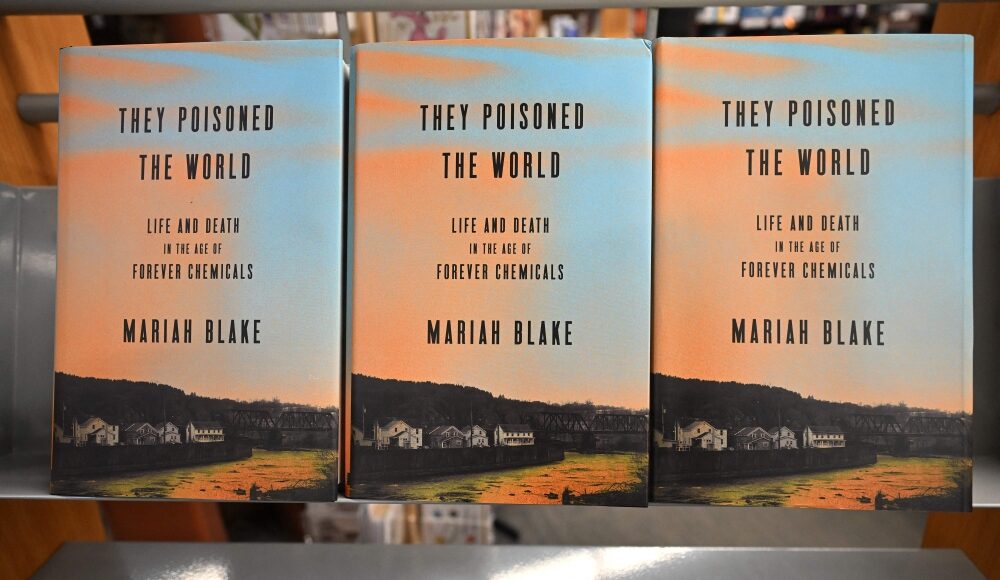 THEY POISONED
THE WORLD
LIFE AND DEATH
IN THE AGE OF
FOREVER CHEMICALS
MARIAH BLAKE
THEY POISONED
THE WORLD
LIFE AND DEATH
IN THE AGE OF
FOREVER CHEMICALS
MARIAH BLAKE
THEY POISONED
THE WORLD
LIFE AND DEATH
IN THE AGE OF
FOREVER CHEMICALS
MARIAH BLAKE